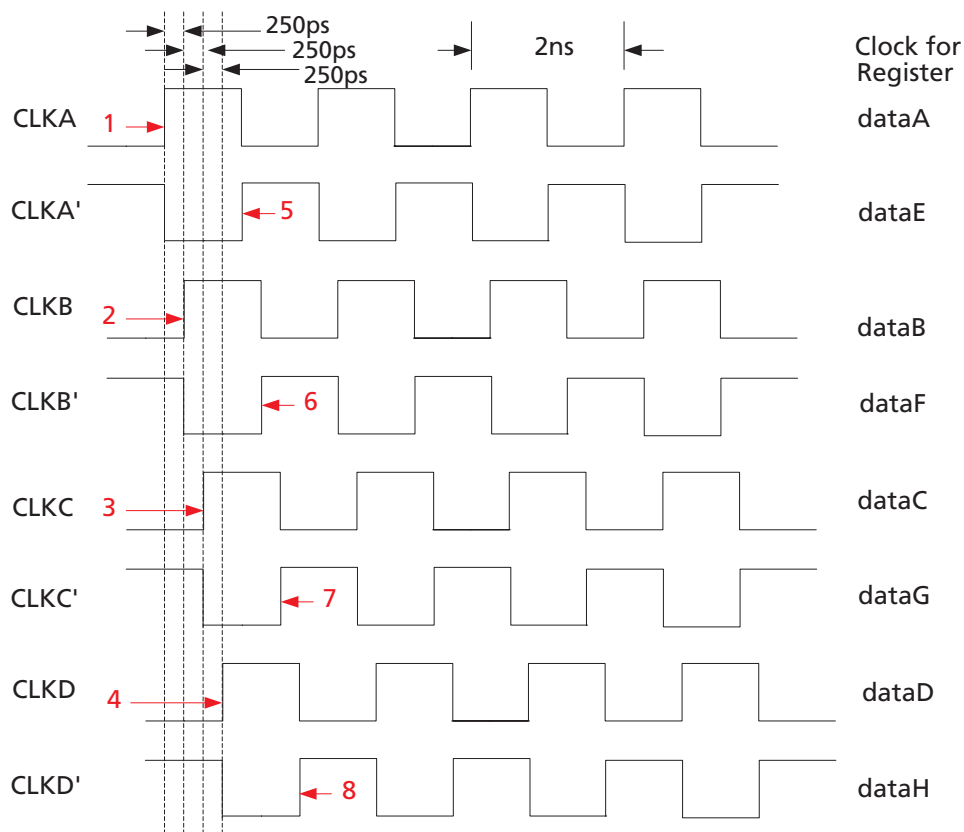 250ps
250ps
250ps
2ns
Clock for
Register
CLKA
1
dataA
CLKA'
5
dataE
CLKB
2
dataB
CLKB'
6
dataF
CLKC
3
dataC
CLKC'
7
dataG
CLKD
4
dataD
CLKD'
8
dataH